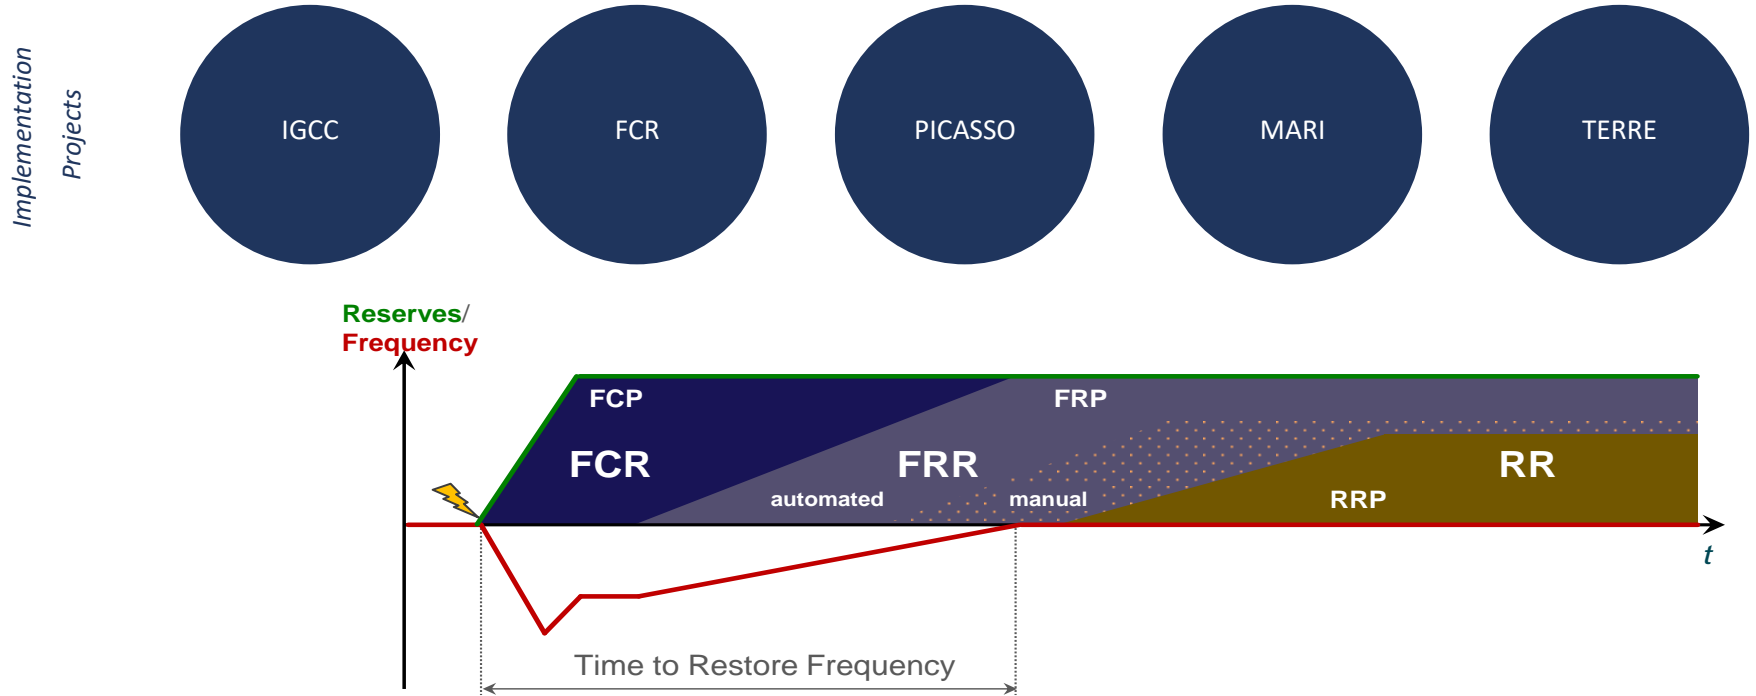 Implementation
Projects
IGCC
FCR
PICASSO
MARI
TERRE
Reserves/
Frequency
FCP
FRP
FCR
FRR
RR
automated
manual
RRP
t
Time to Restore Frequency